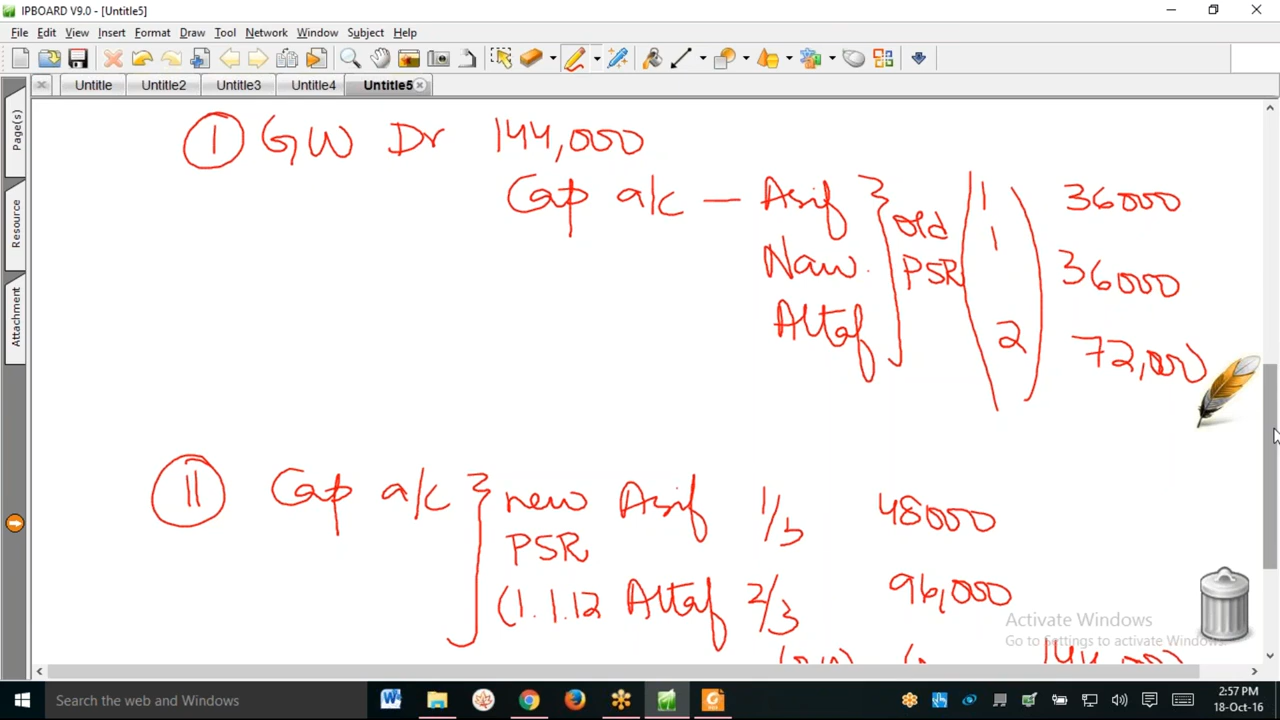 IPBOARD V9.0 - [Untitle5]
File Edit View Insert Format Draw Tool Network Window Subject Help
Untitle Untitle2 Untitle3 Untitle4 Untitle5
Page(s)
Resource
Attachment
I GW Dr 144,000
Cap a/c — Asif 1 36000
old
Naw. PSR 1 36000
Altaf 2 72,000
II Cap a/c new Asif 1/3 48000
PSR
(1.1.12 Altaf 2/3 96,000
144,000
Activate Windows
Go to Settings to activate Windows.
Search the web and Windows
2:57 PM
18-Oct-16